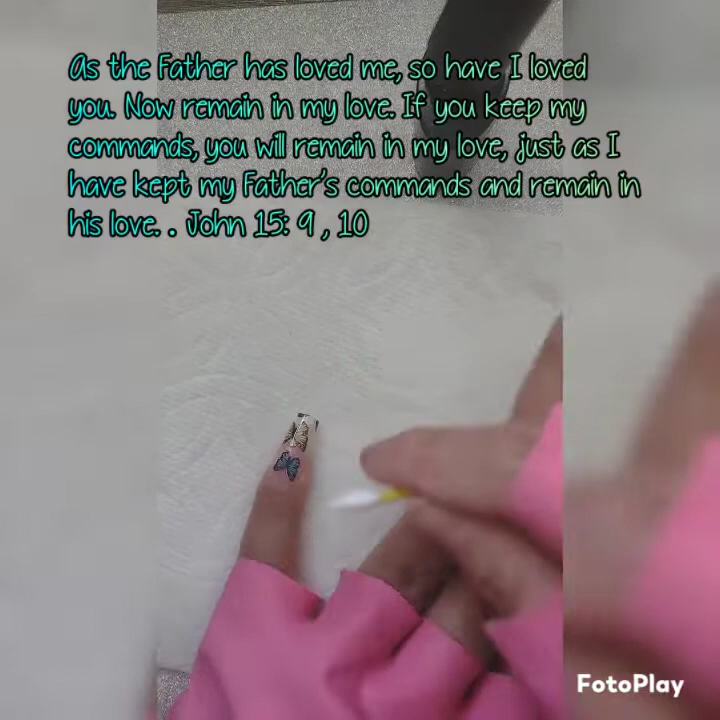 As the Father has loved me, so have I loved
you. Now remain in my love. If you keep my
commands, you will remain in my love, just as I
have kept my Father's commands and remain in
his love. . John 15: 9 , 10
FotoPlay